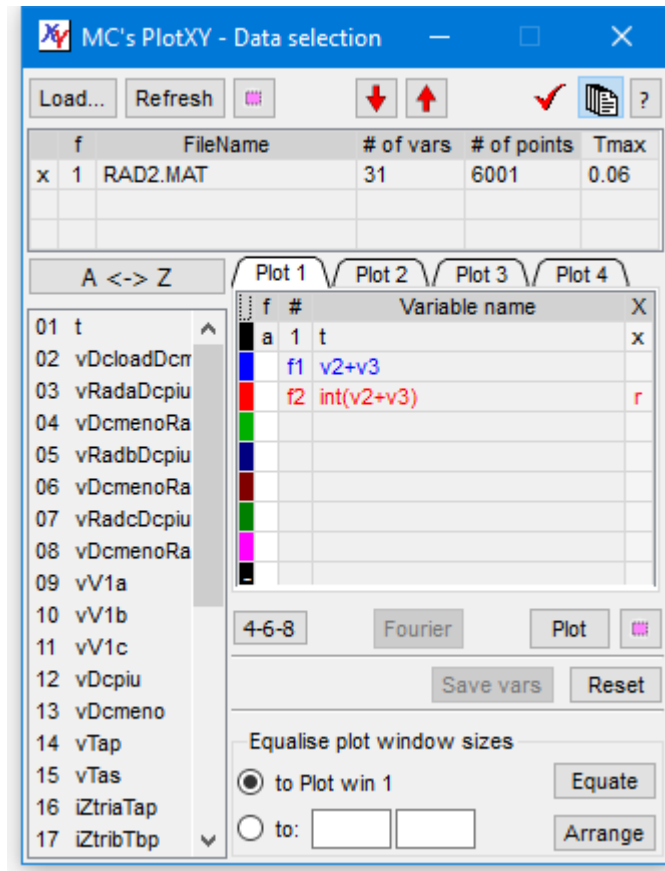 MC's PlotXY - Data selection
Load... Refresh ?
f FileName # of vars # of points Tmax
x 1 RAD2.MAT 31 6001 0.06
A <-> Z
01 t
02 vDcloadDcm
03 vRadaDcpiu
04 vDcmenoRa
05 vRadbDcpiu
06 vDcmenoRa
07 vRadcDcpiu
08 vDcmenoRa
09 vV1a
10 vV1b
11 vV1c
12 vDcpiu
13 vDcmeno
14 vTap
15 vTas
16 iZtriaTap
17 iZtribTbp
Plot 1 Plot 2 Plot 3 Plot 4
f # Variable name X
a 1 t x
f1 v2+v3
f2 int(v2+v3) r
4-6-8 Fourier Plot
Save vars Reset
Equalise plot window sizes
to Plot win 1 Equate
to: Arrange